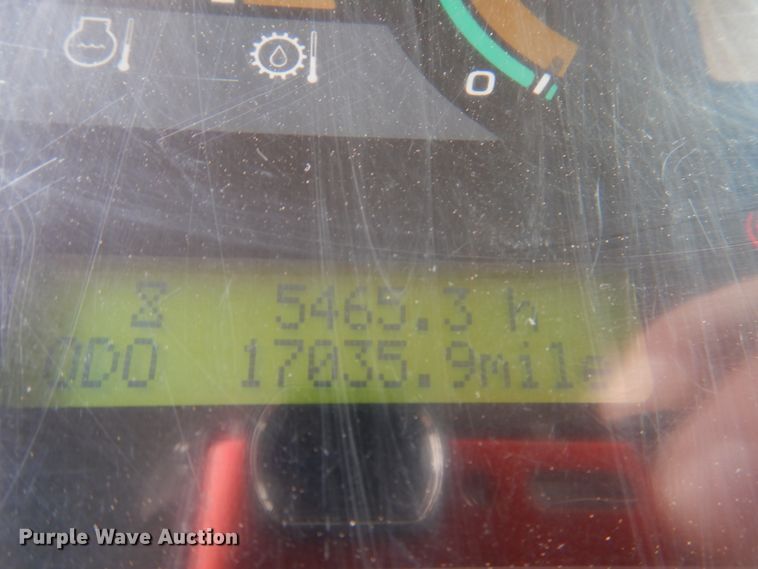 0
5465.3 h
ODO 17035.9mile
Purple Wave Auction